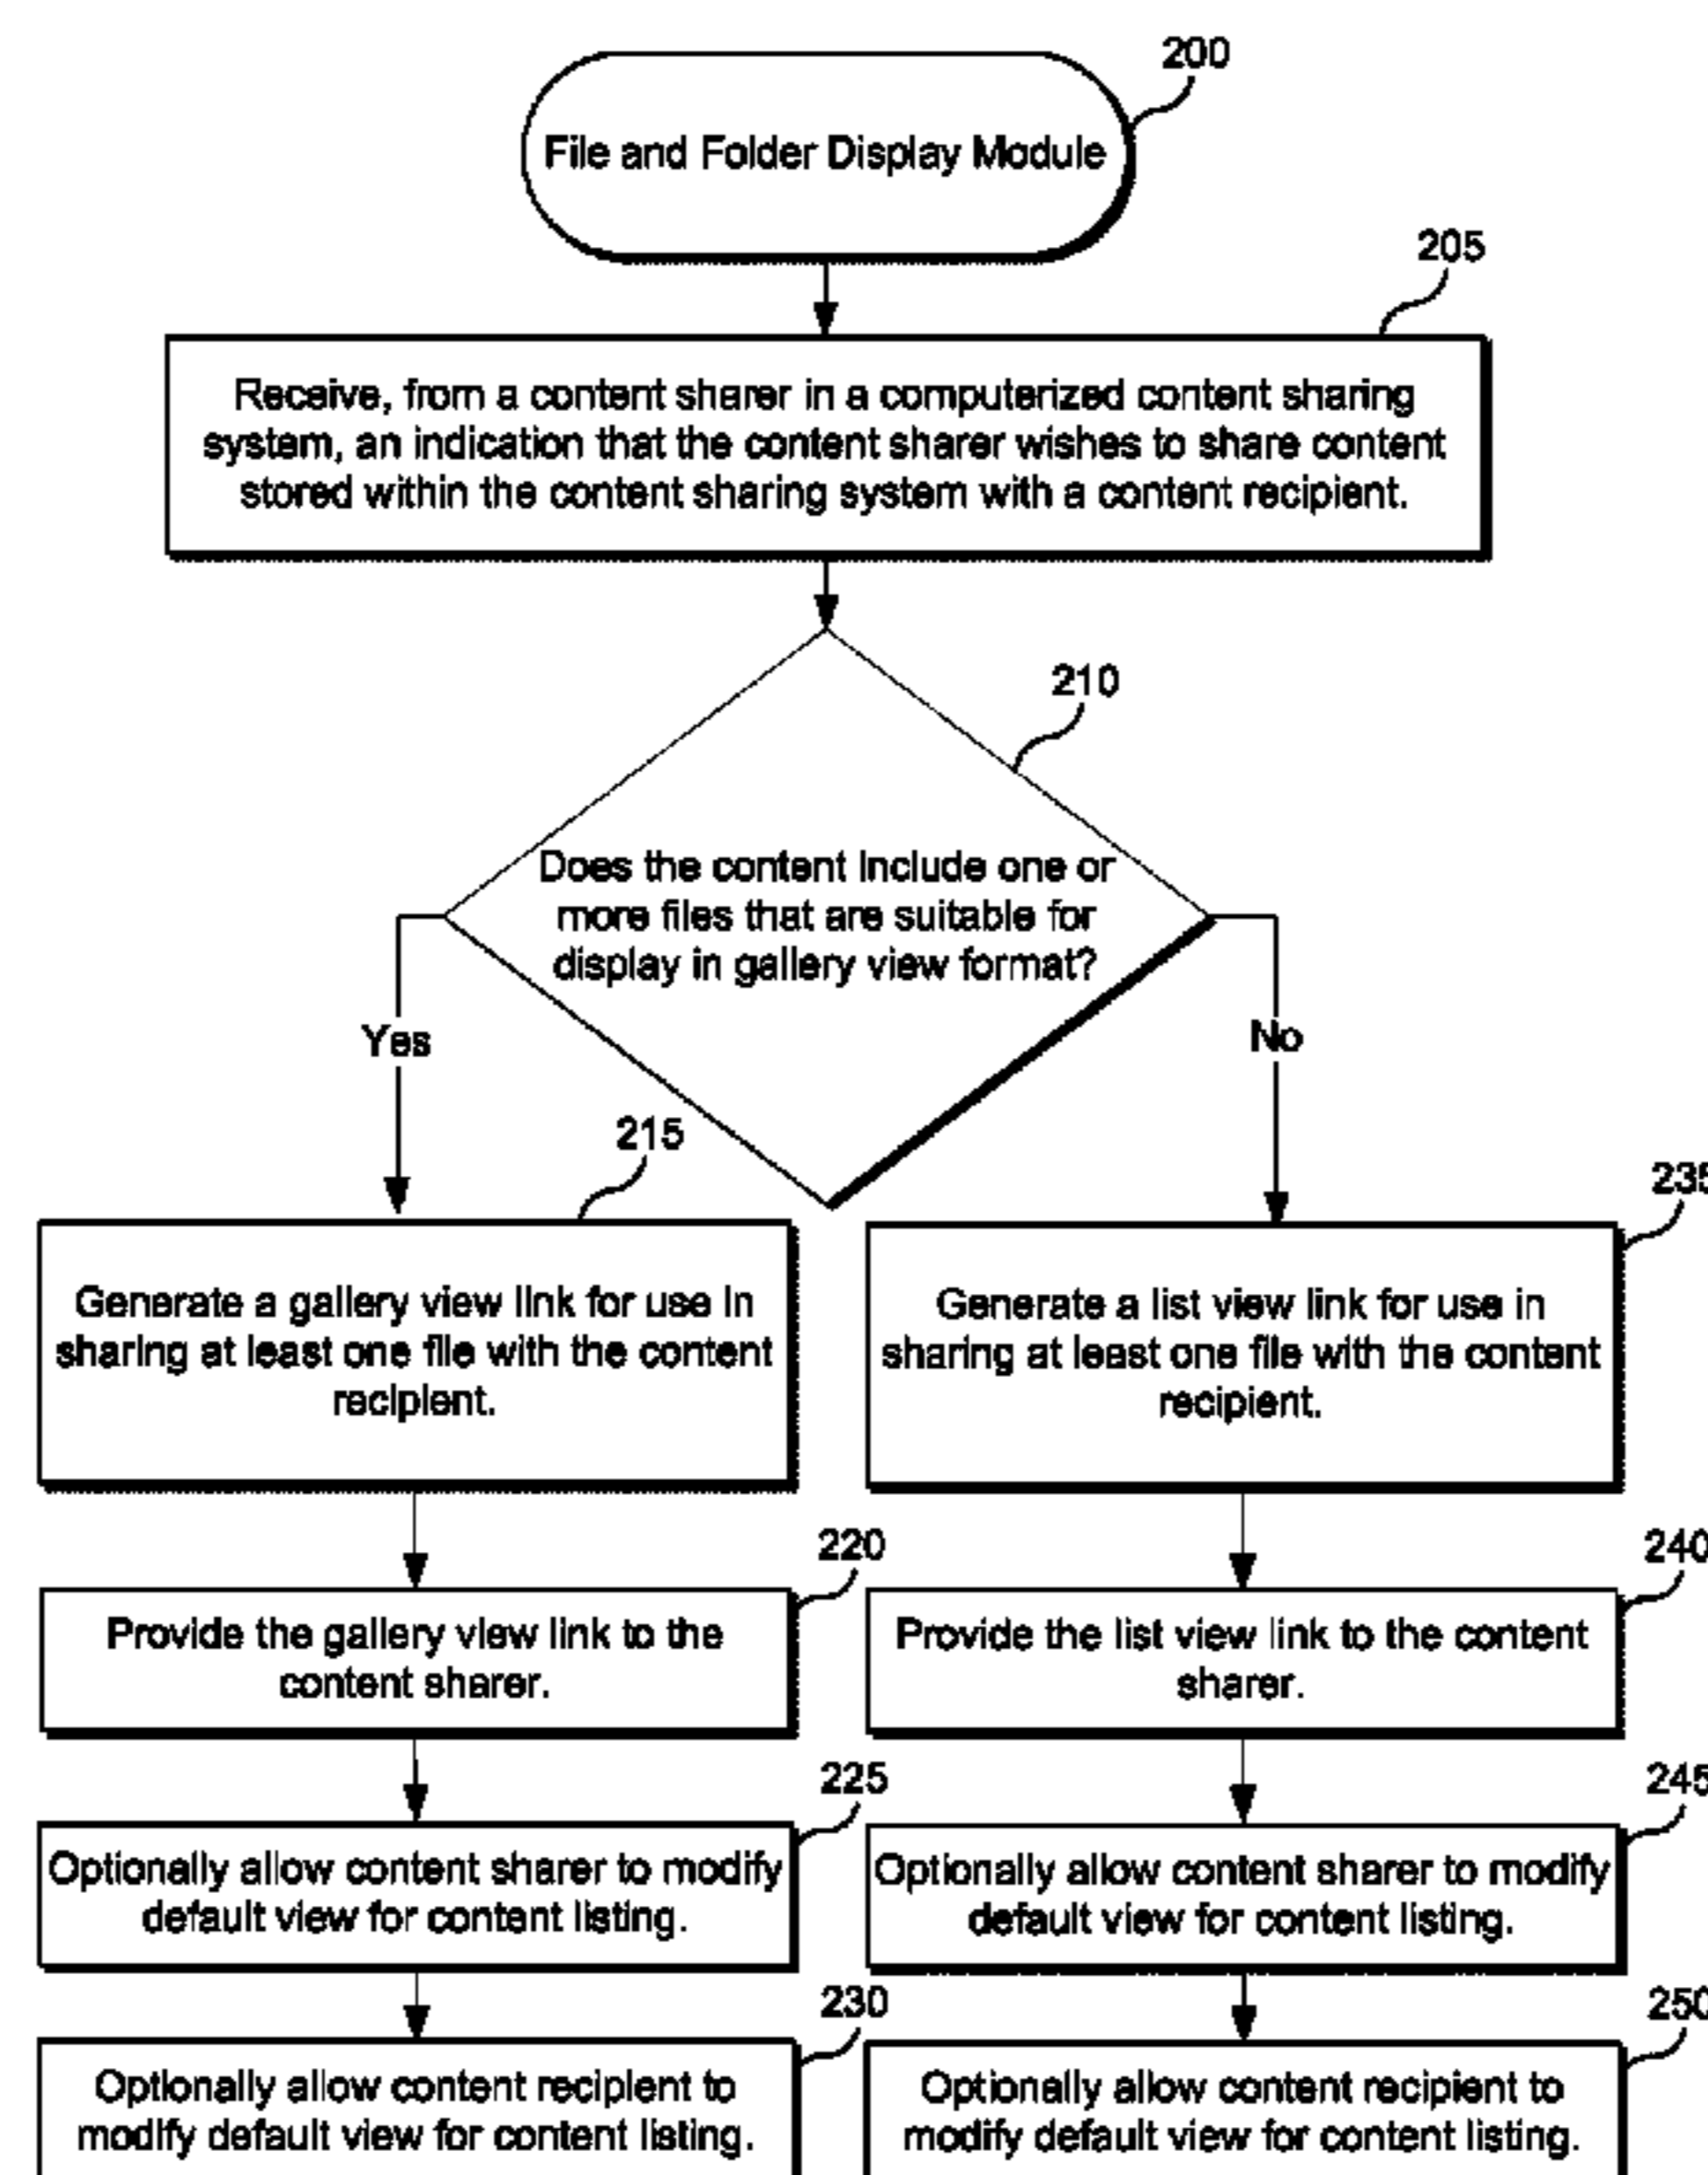 200
File and Folder Display Module
205
Receive, from a content sharer in a computerized content sharing
system, an indication that the content sharer wishes to share content
stored within the content sharing system with a content recipient.
210
Does the content include one or
more files that are suitable for
display in gallery view format?
Yes
No
215
235
Generate a gallery view link for use in
sharing at least one file with the content
recipient.
Generate a list view link for use in
sharing at least one file with the content
recipient.
220
240
Provide the gallery view link to the
content sharer.
Provide the list view link to the content
sharer.
225
245
Optionally allow content sharer to modify
default view for content listing.
Optionally allow content sharer to modify
default view for content listing.
230
250
Optionally allow content recipient to
modify default view for content listing.
Optionally allow content recipient to
modify default view for content listing.